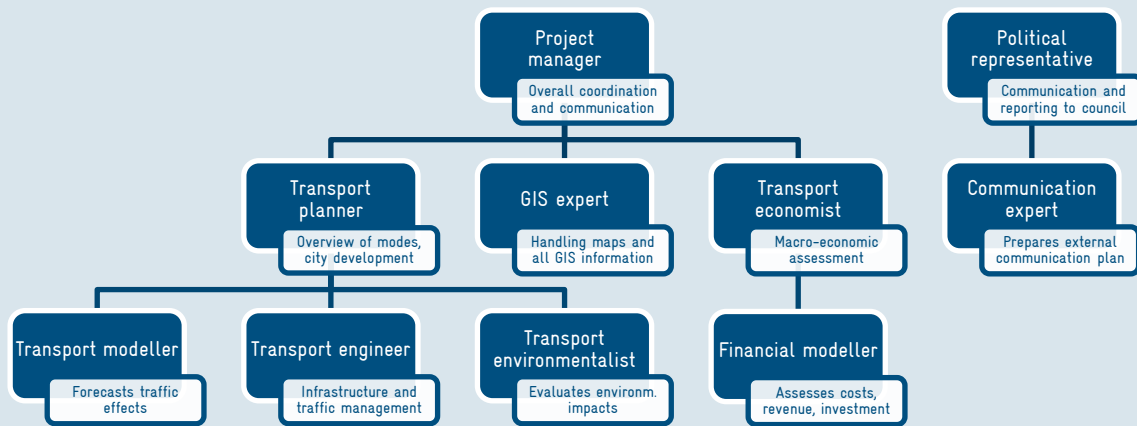 Project
manager
Overall coordination
and communication
Political
representative
Communication and
reporting to council
Transport
planner
Overview of modes,
city development
GIS expert
Handling maps and
all GIS information
Transport
economist
Macro-economic
assessment
Communication
expert
Prepares external
communication plan
Transport modeller
Forecasts traffic
effects
Transport engineer
Infrastructure and
traffic management
Transport
environmentalist
Evaluates environm.
impacts
Financial modeller
Assesses costs,
revenue, investment